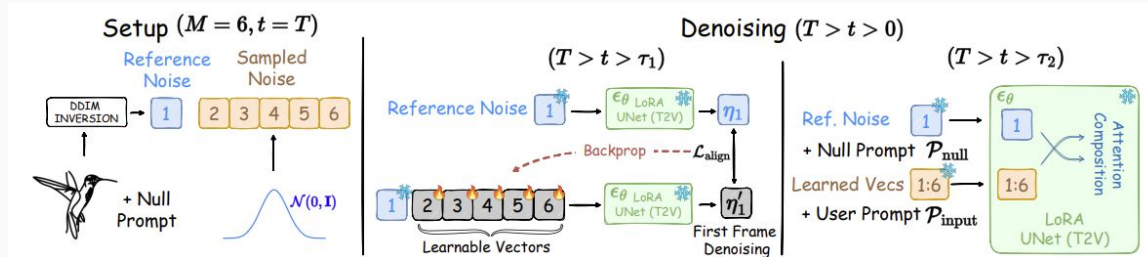 Setup (M = 6, t = T)
Reference Noise
Sampled Noise
DDIM INVERSION
1
2 3 4 5 6
+ Null Prompt
N(0, I)
Denoising (T > t > 0)
(T > t > τ₁)
Reference Noise
1
ϵθ LoRA UNet (T2V)
η₁
Backprop
L_align
1 2 3 4 5 6
ϵθ LoRA UNet (T2V)
η′₁
Learnable Vectors
First Frame Denoising
(T > t > τ₂)
Ref. Noise
1
+ Null Prompt P_null
Learned Vecs
1:6
+ User Prompt P_input
ϵθ
1
1:6
Attention Composition
LoRA UNet (T2V)